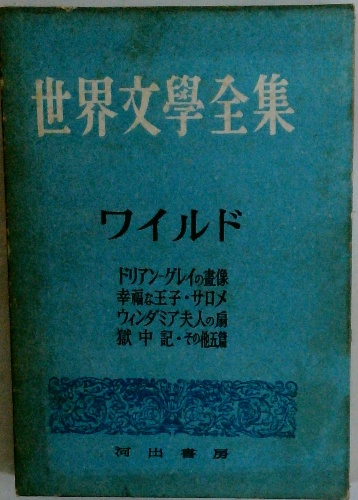 世界文學全集
ワイルド
ドリアン・グレイの畫像
幸福な王子・サロメ
ウィンダミア夫人の扇
獄中記・その他五篇
河出書房